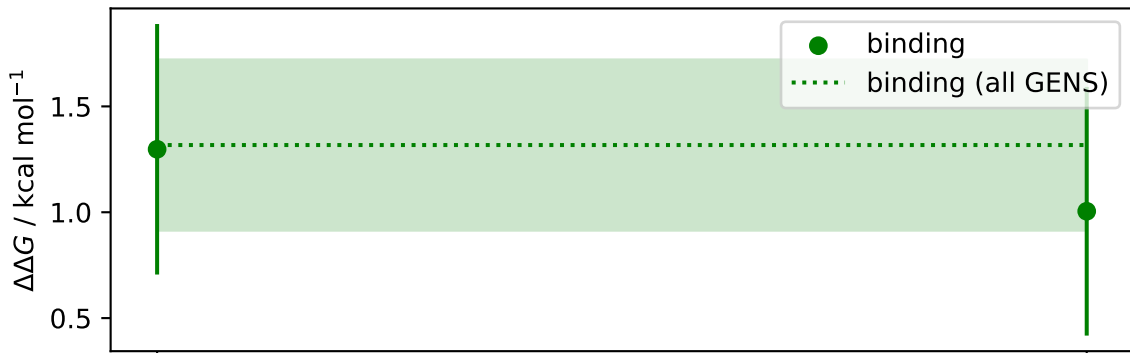 binding
binding (all GENS)
ΔΔG / kcal mol⁻¹
1.5
1.0
0.5